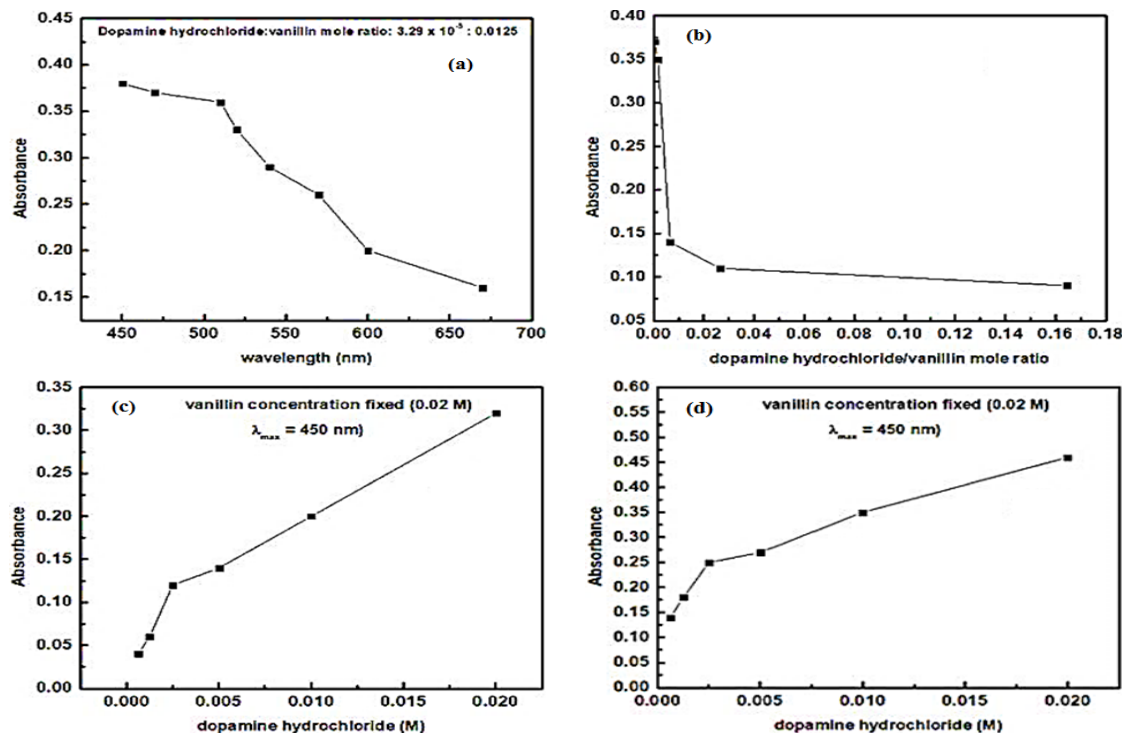 Dopamine hydrochloride:vanillin mole ratio: 3.29 x 10⁻⁵ : 0.0125
(a)
0.45
0.40
0.35
0.30
0.25
0.20
0.15
Absorbance
450 500 550 600 650 700
wavelength (nm)
(b)
0.40
0.35
0.30
0.25
0.20
0.15
0.10
0.05
Absorbance
0.00 0.02 0.04 0.06 0.08 0.10 0.12 0.14 0.16 0.18
dopamine hydrochloride/vanillin mole ratio
(c)
vanillin concentration fixed (0.02 M)
λmax = 450 nm)
0.35
0.30
0.25
0.20
0.15
0.10
0.05
0.00
Absorbance
0.000 0.005 0.010 0.015 0.020
dopamine hydrochloride (M)
(d)
vanillin concentration fixed (0.02 M)
λmax = 450 nm)
0.60
0.55
0.50
0.45
0.40
0.35
0.30
0.25
0.20
0.15
0.10
0.05
0.00
Absorbance
0.000 0.005 0.010 0.015 0.020
dopamine hydrochloride (M)